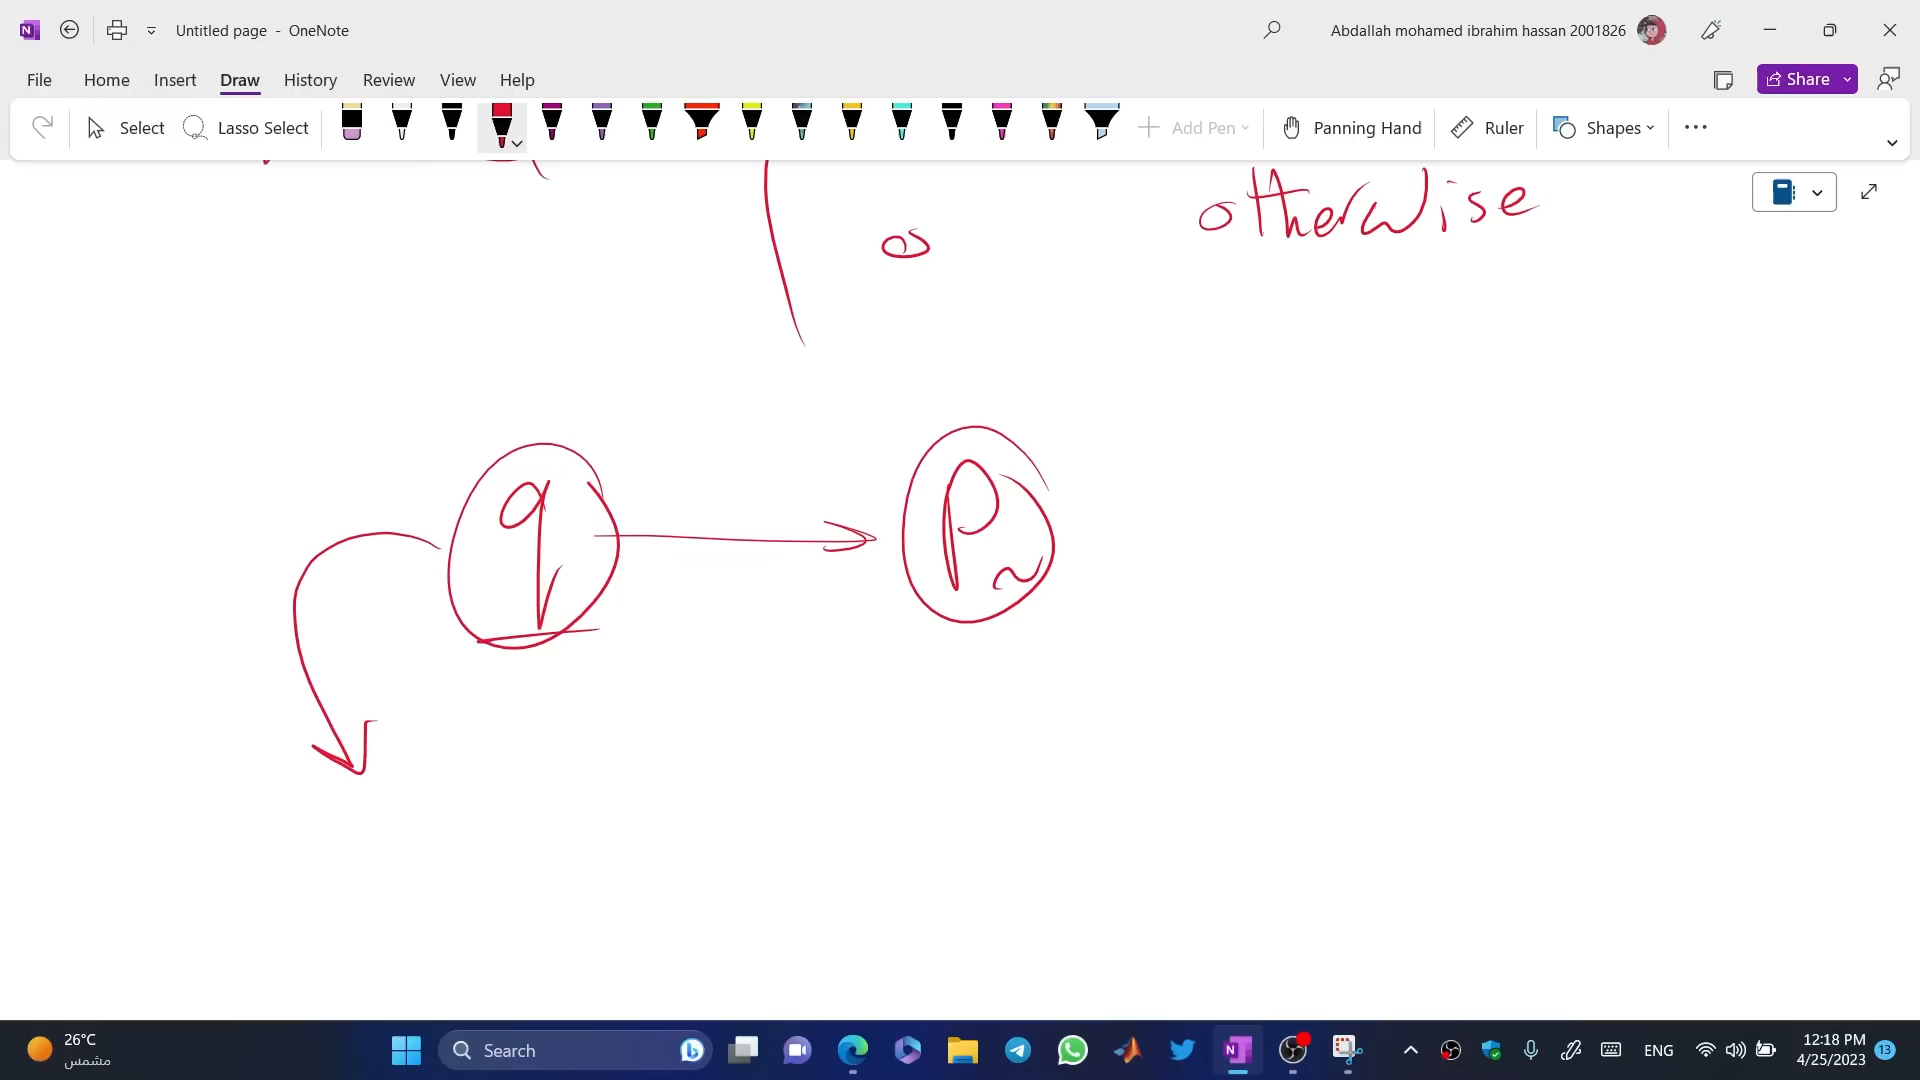 Untitled page - OneNote
Abdallah mohamed ibrahim hassan 2001826
File Home Insert Draw History Review View Help
Share
Select Lasso Select Add Pen Panning Hand Ruler Shapes
otherwise
q P
26°C
مشمس
Search
ENG
12:18 PM
4/25/2023
13